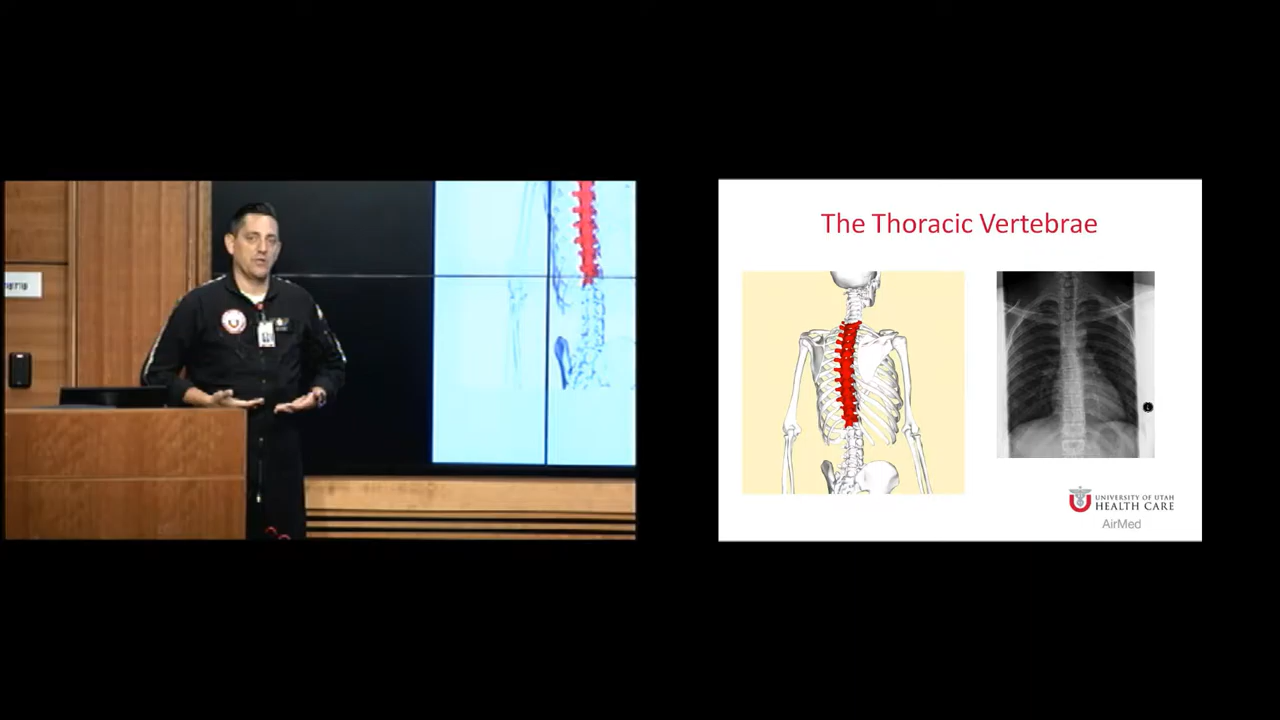 The Thoracic Vertebrae
UNIVERSITY OF UTAH
HEALTH CARE
AirMed